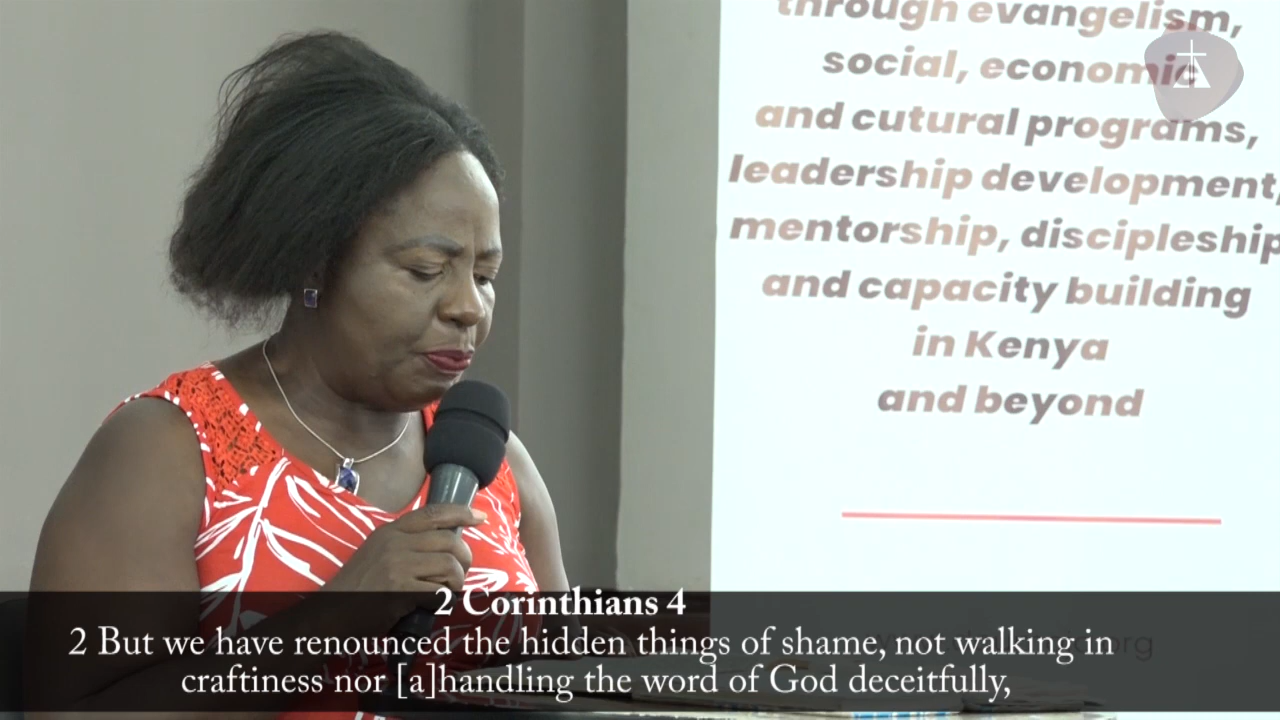 through evangelism,
social, economic
and cutural programs,
leadership development,
mentorship, discipleship
and capacity building
in Kenya
and beyond
2 Corinthians 4
2 But we have renounced the hidden things of shame, not walking in
craftiness nor [a]handling the word of God deceitfully,